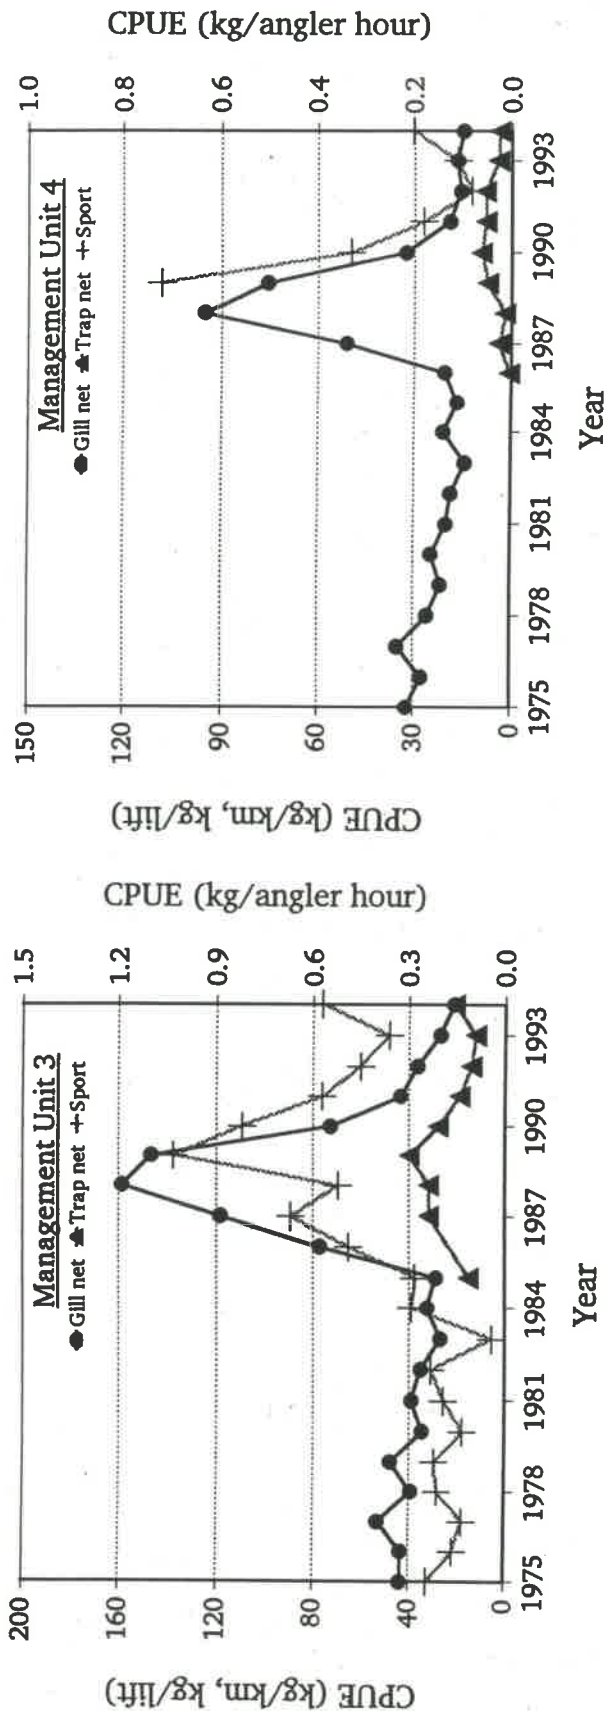 Management Unit 3
Gill net Trap net Sport
CPUE (kg/km, kg/lift)
200
160
120
80
40
0
CPUE (kg/angler hour)
1.5
1.2
0.9
0.6
0.3
0.0
1975 1978 1981 1984 1987 1990 1993
Year
Management Unit 4
Gill net Trap net Sport
CPUE (kg/km, kg/lift)
150
120
90
60
30
0
CPUE (kg/angler hour)
1.0
0.8
0.6
0.4
0.2
0.0
1975 1978 1981 1984 1987 1990 1993
Year